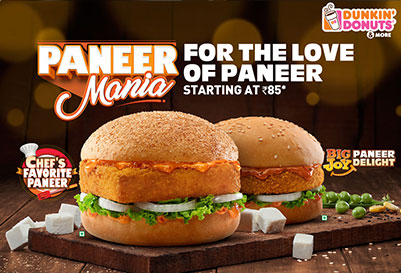 DUNKIN'
DONUTS
& MORE
PANEER
Mania
FOR THE LOVE
OF PANEER
STARTING AT ₹85*
CHEF'S
FAVORITE
PANEER
BIG
JOY
PANEER
DELIGHT